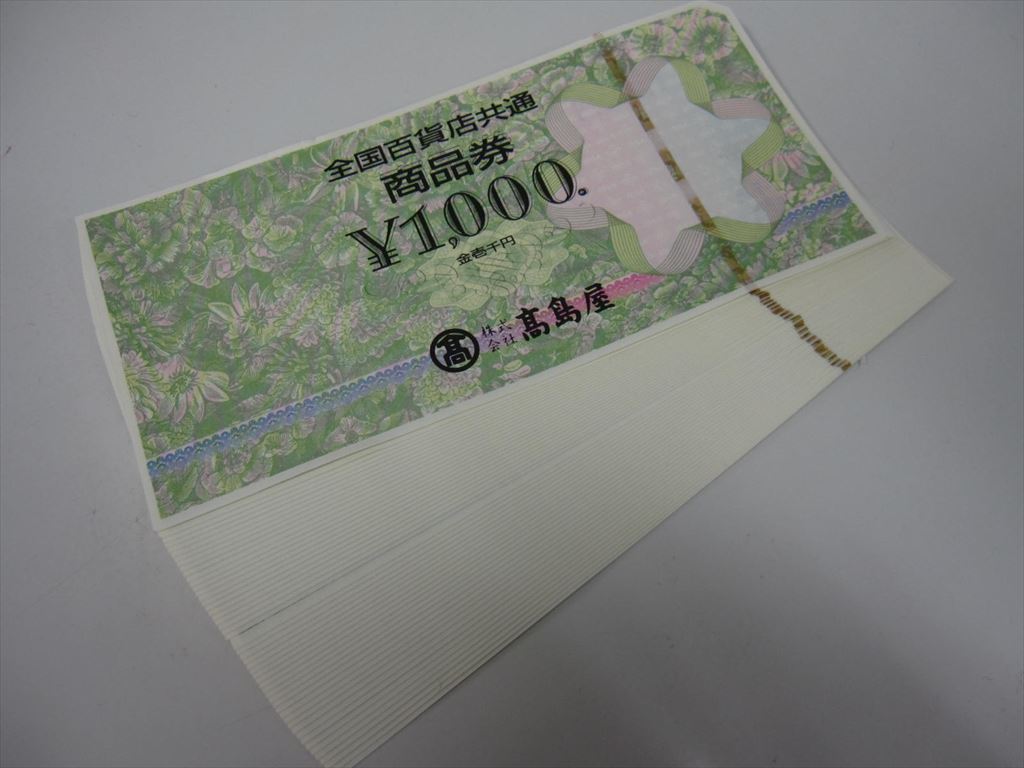 全国百貨店共通
商品券
¥1,000.
金壱千円
髙 株式会社 髙島屋